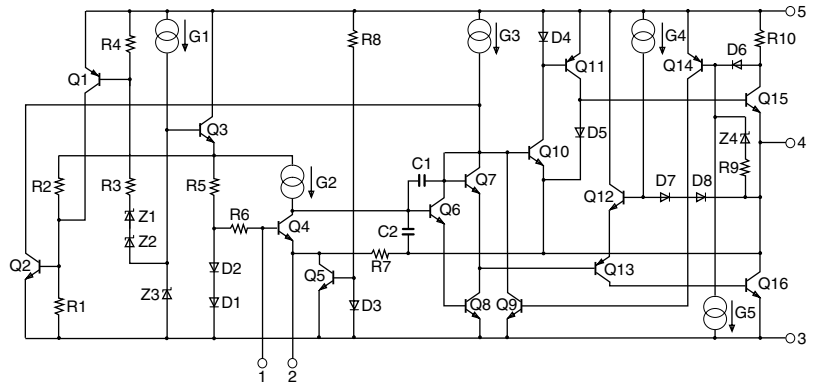 5
R4
G1
R8
G3
D4
G4
D6
R10
Q1
Q11
Q14
Q15
Q3
D5
Z4
4
C1
Q10
R2
R3
R5
G2
Q7
R9
Q12
D7
D8
Z1
R6
Q4
Q6
Z2
C2
Q2
D2
Q5
R7
Q13
Q16
Z3
D1
R1
D3
Q8
Q9
G5
3
1
2